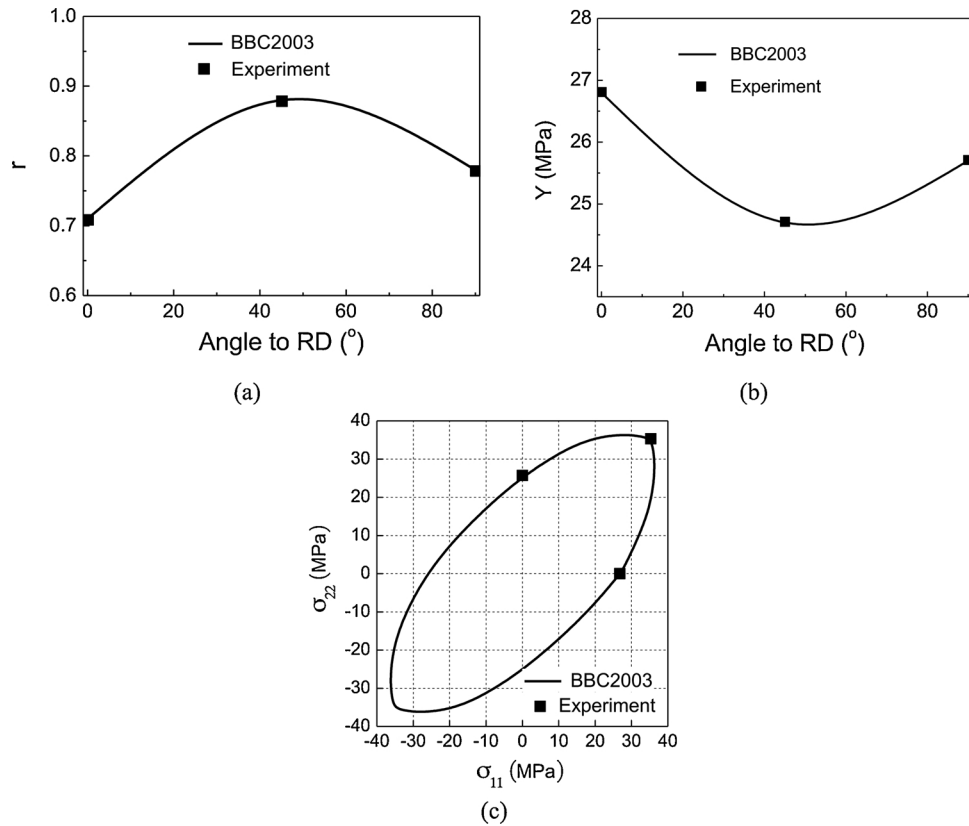 1.0
0.9
0.8
0.7
0.6
r
BBC2003
Experiment
0
20
40
60
80
Angle to RD (°)
(a)
28
27
26
25
24
23
Y (MPa)
BBC2003
Experiment
0
20
40
60
80
Angle to RD (°)
(b)
40
30
20
10
0
-10
-20
-30
-40
σ22 (MPa)
BBC2003
Experiment
-40 -30 -20 -10 0 10 20 30 40
σ11 (MPa)
(c)